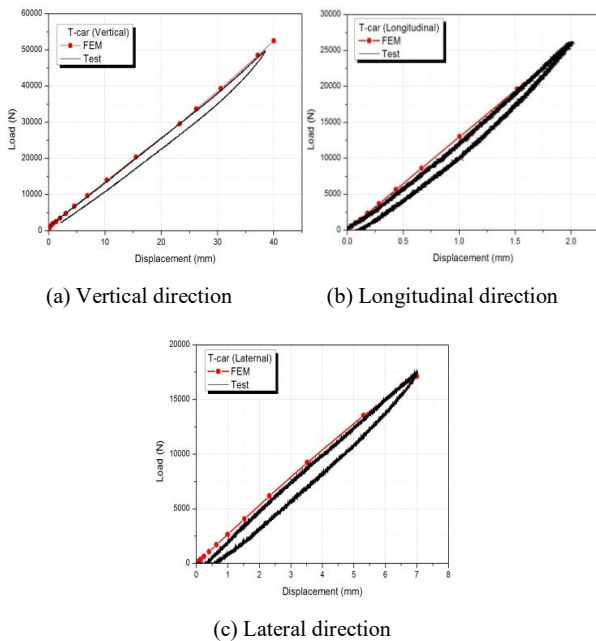 T-car (Vertical)
FEM
Test
60000
50000
40000
30000
20000
10000
0
Load (N)
0 10 20 30 40
Displacement (mm)
(a) Vertical direction
T-car (Longitudinal)
FEM
Test
30000
25000
20000
15000
10000
5000
0
Load (N)
0.0 0.5 1.0 1.5 2.0
Displacement (mm)
(b) Longitudinal direction
T-car (Laternal)
FEM
Test
20000
15000
10000
5000
0
Load (N)
0 1 2 3 4 5 6 7 8
Displacement (mm)
(c) Lateral direction